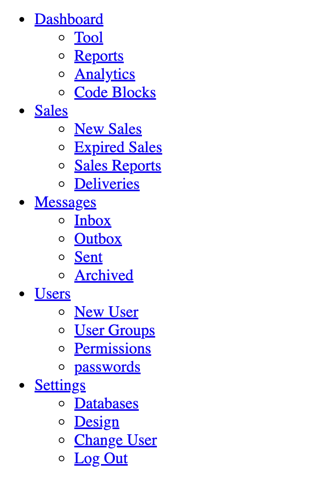 Dashboard
Tool
Reports
Analytics
Code Blocks
Sales
New Sales
Expired Sales
Sales Reports
Deliveries
Messages
Inbox
Outbox
Sent
Archived
Users
New User
User Groups
Permissions
passwords
Settings
Databases
Design
Change User
Log Out